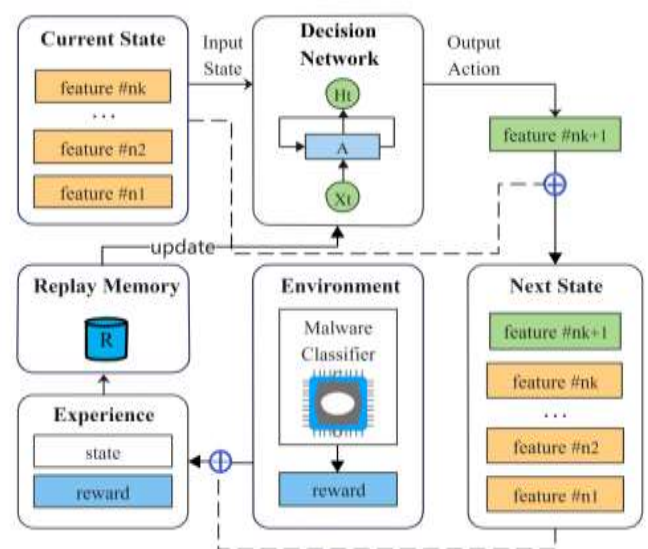 Current State
feature #nk
...
feature #n2
feature #n1
Input
State
Decision
Network
Ht
A
Xt
Output
Action
feature #nk+1
update
Replay Memory
R
Experience
state
reward
Environment
Malware
Classifier
reward
Next State
feature #nk+1
feature #nk
...
feature #n2
feature #n1